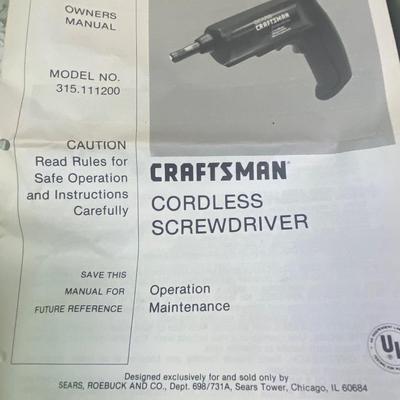 OWNERS
MANUAL
MODEL NO.
315.111200
CAUTION
Read Rules for
Safe Operation
and Instructions
Carefully
SAVE THIS
MANUAL FOR
FUTURE REFERENCE
CRAFTSMAN
CRAFTSMAN®
CORDLESS
SCREWDRIVER
Operation
Maintenance
UL
Designed exclusively for and sold only by
SEARS, ROEBUCK AND CO., Dept. 698/731A, Sears Tower, Chicago, IL 60684